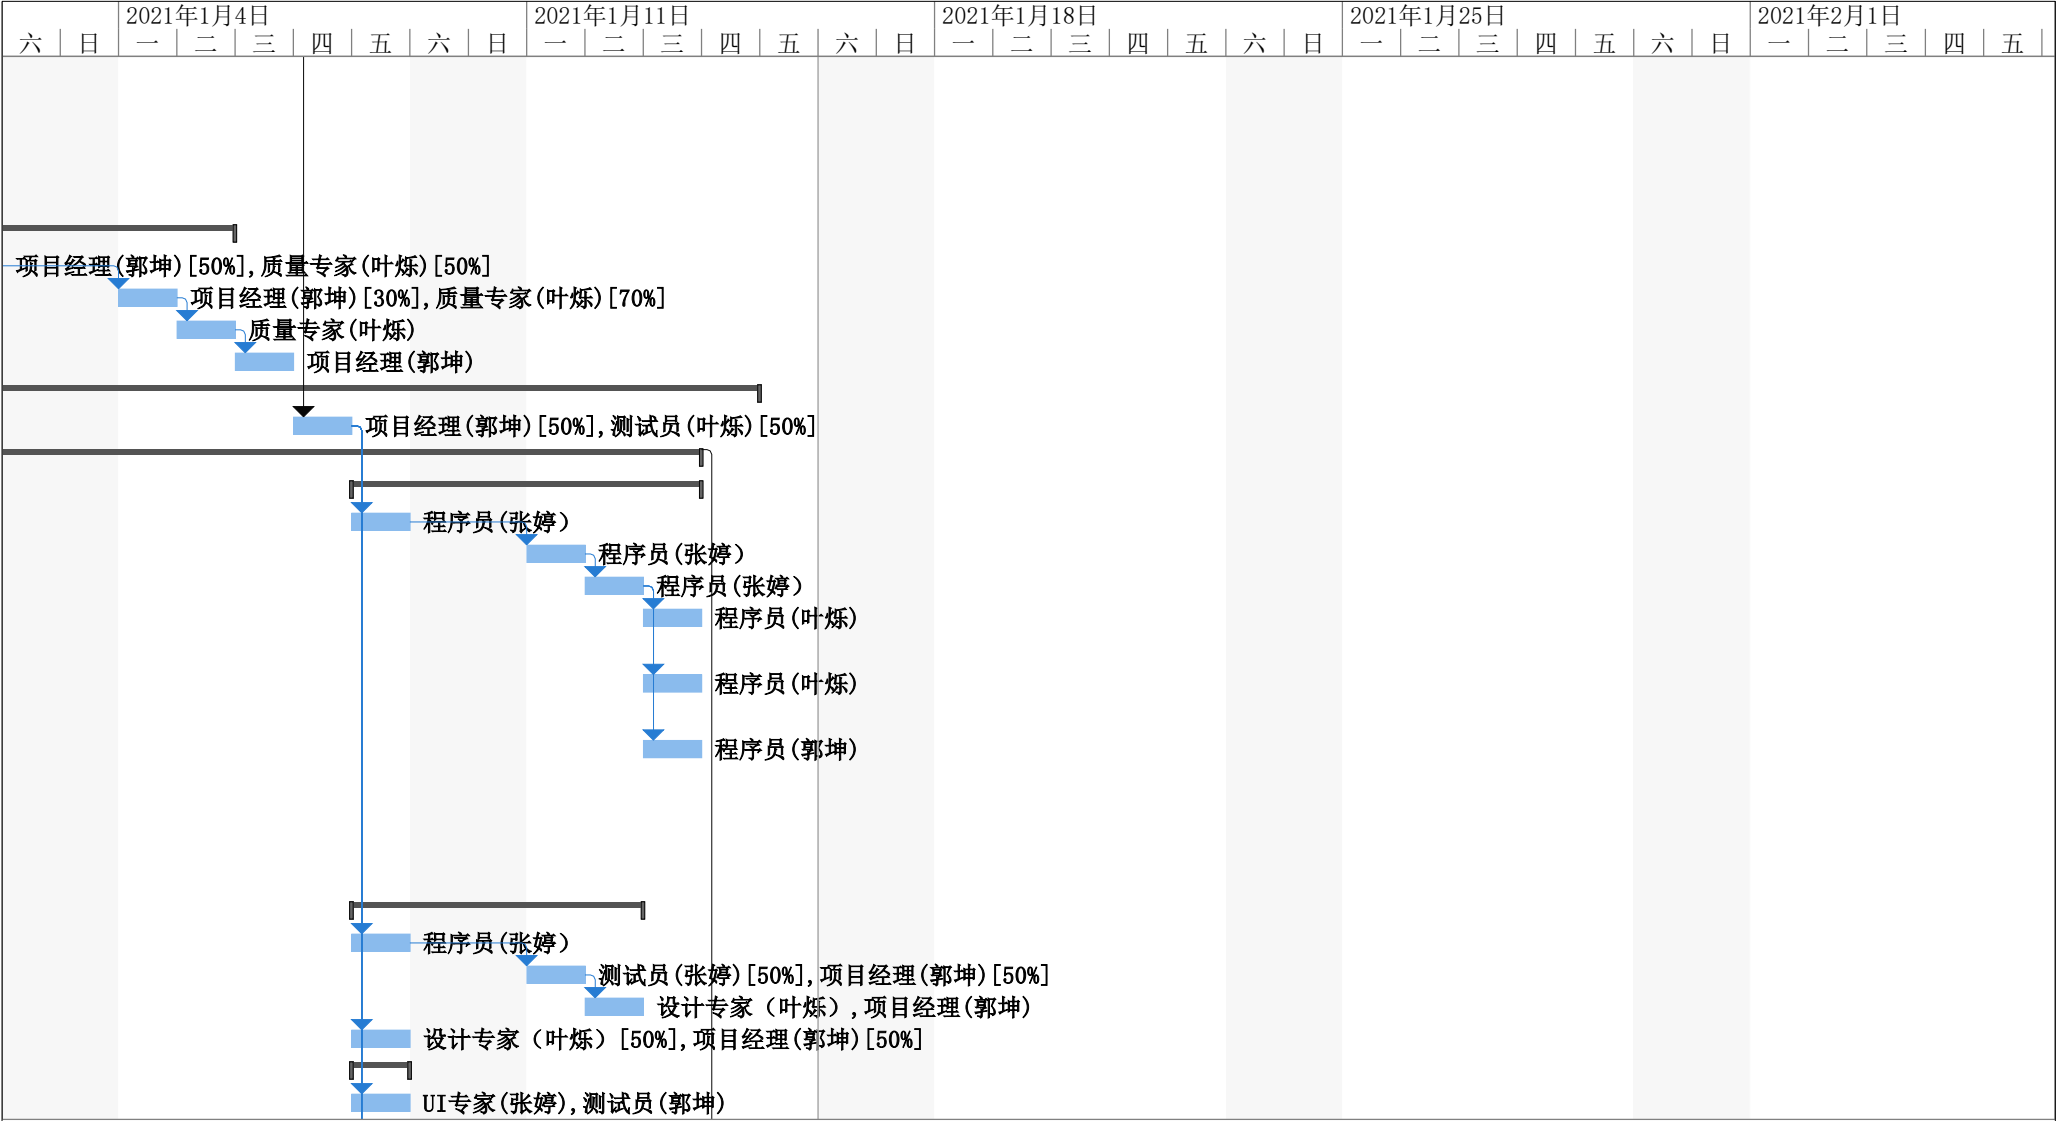 2021年1月4日 2021年1月11日 2021年1月18日 2021年1月25日 2021年2月1日
六 日 一 二 三 四 五 六 日 一 二 三 四 五 六 日 一 二 三 四 五 六 日 一 二 三 四 五 六 日 一 二 三 四 五
项目经理(郭坤)[50%],质量专家(叶烁)[50%]
项目经理(郭坤)[30%],质量专家(叶烁)[70%]
质量专家(叶烁)
项目经理(郭坤)
项目经理(郭坤)[50%],测试员(叶烁)[50%]
程序员(张婷）
程序员(张婷）
程序员(张婷）
程序员(叶烁)
程序员(叶烁)
程序员(郭坤)
程序员(张婷）
测试员(张婷)[50%],项目经理(郭坤)[50%]
设计专家（叶烁）,项目经理(郭坤)
设计专家（叶烁）[50%],项目经理(郭坤)[50%]
UI专家(张婷),测试员(郭坤)